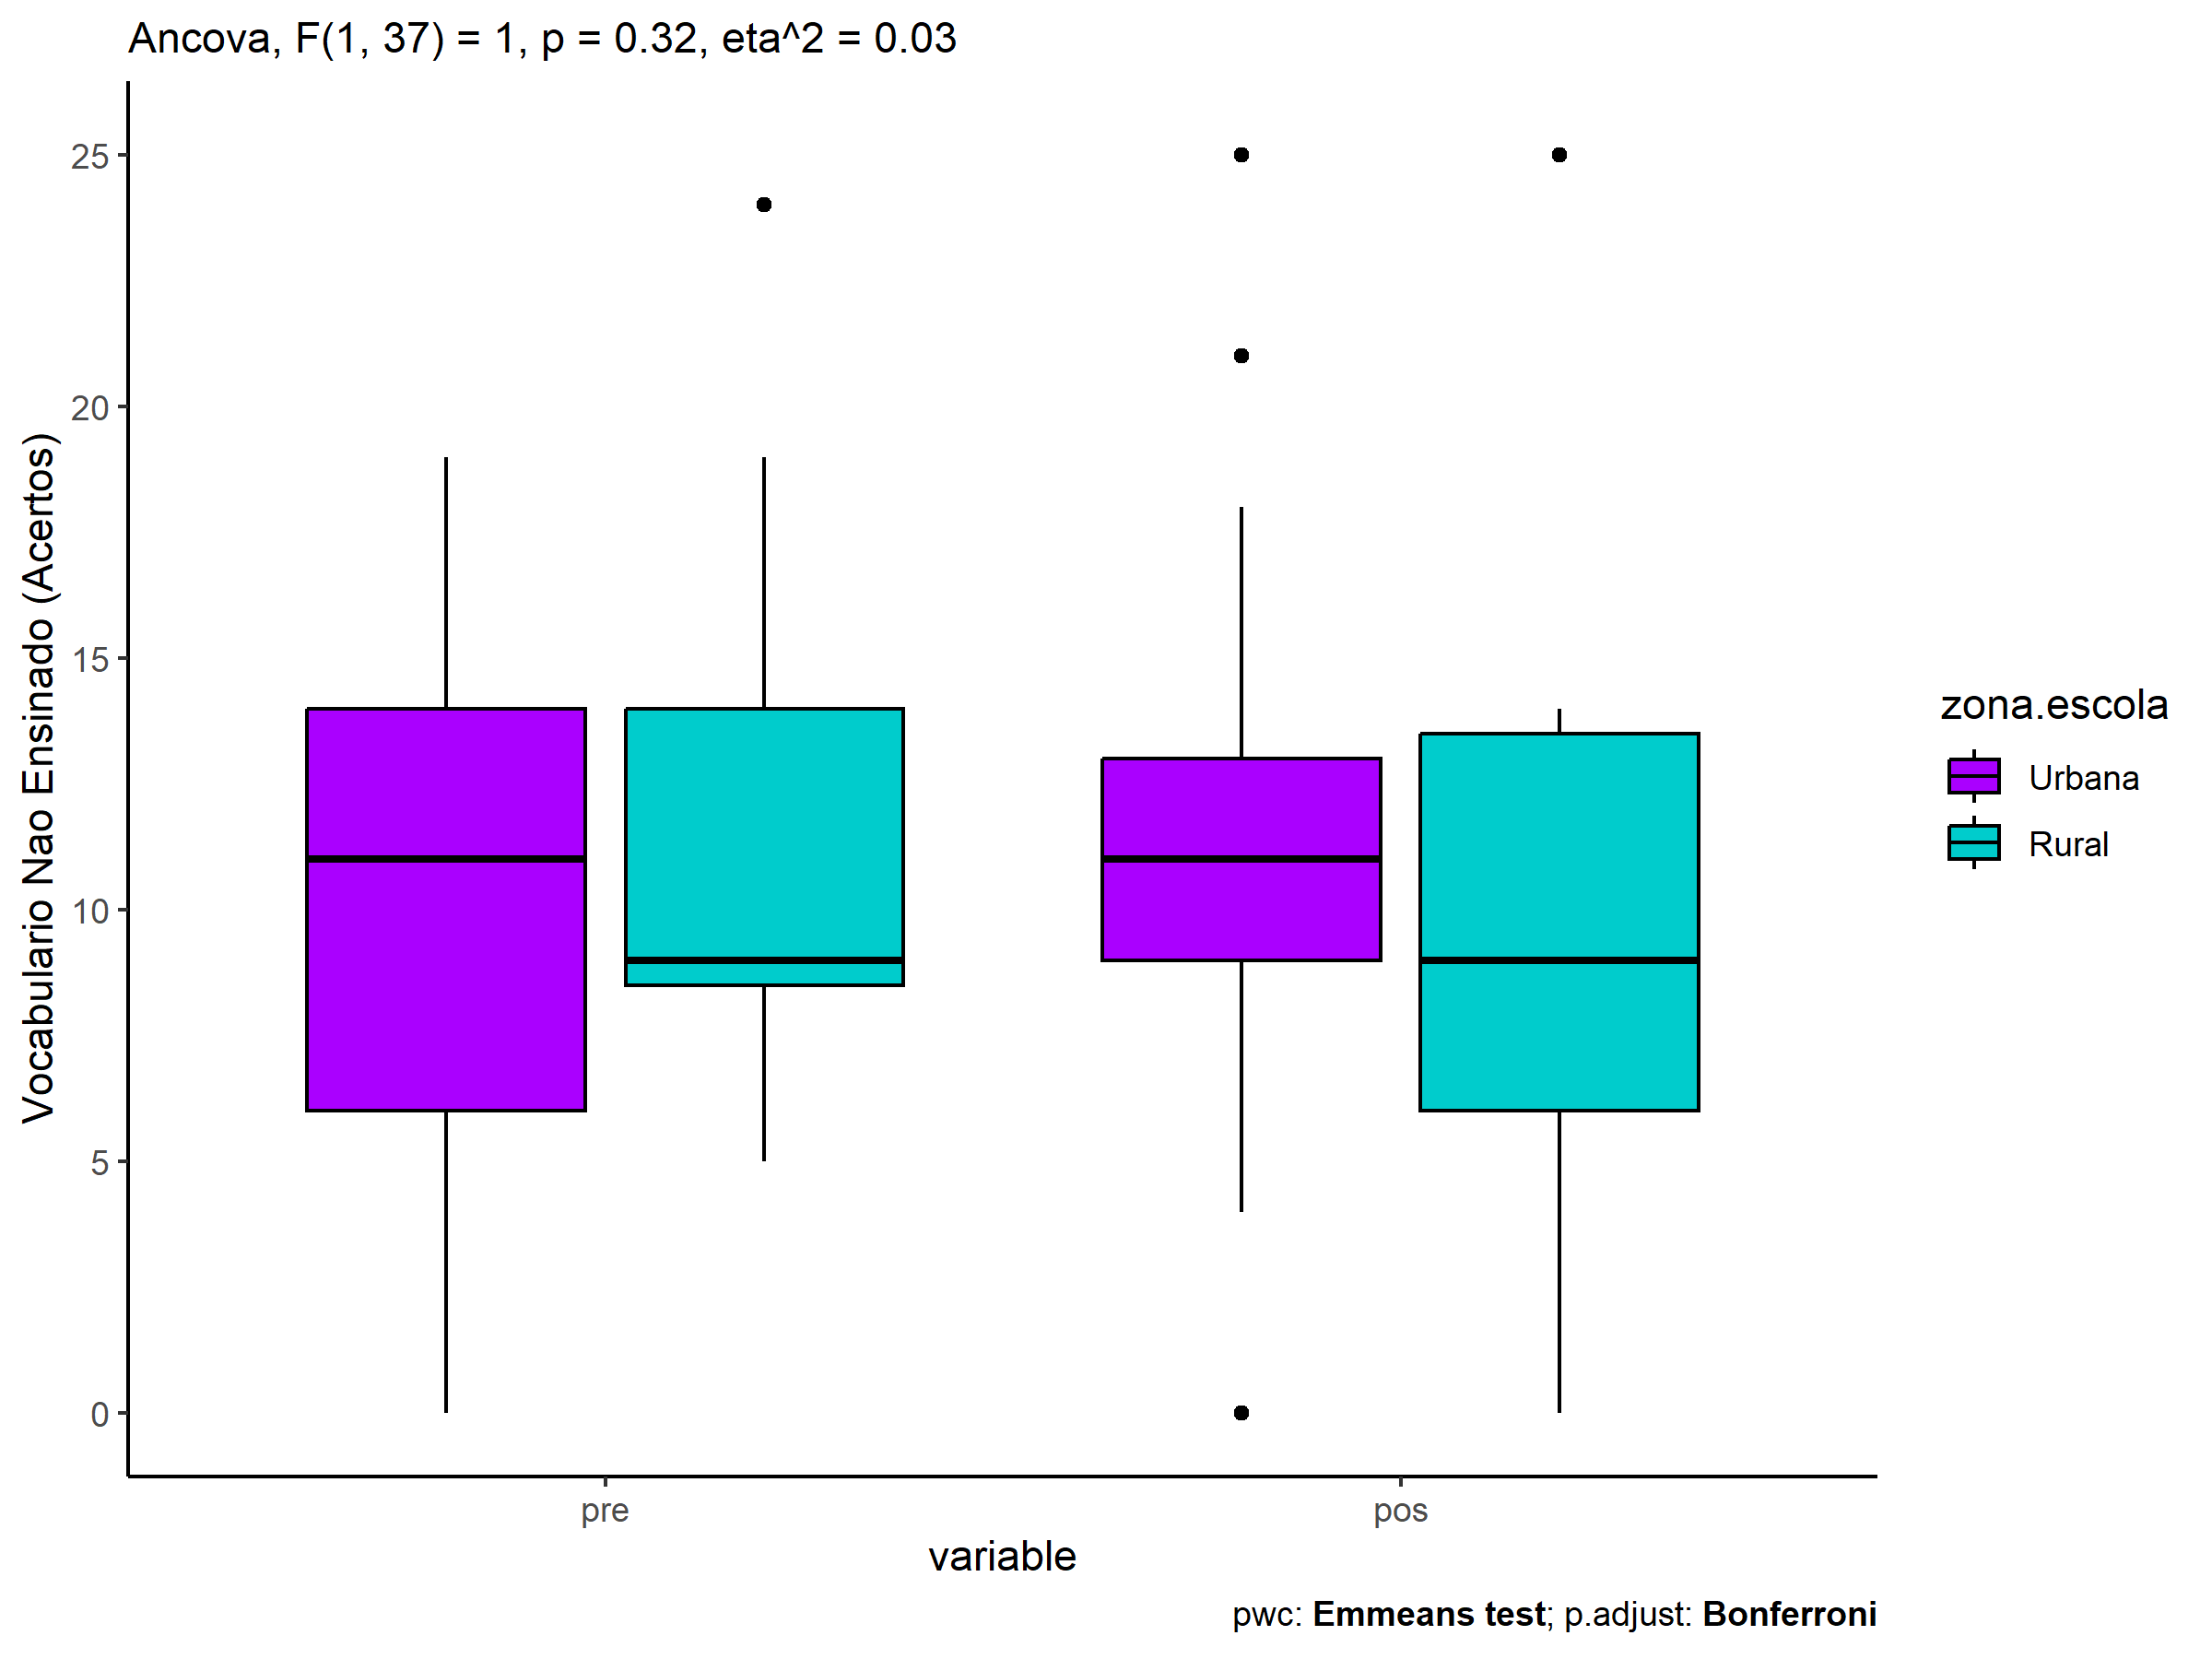 Ancova, F(1, 37) = 1, p = 0.32, eta^2 = 0.03
Vocabulario Nao Ensinado (Acertos)
25
20
15
10
5
0
pre
pos
variable
zona.escola
Urbana
Rural
pwc: Emmeans test; p.adjust: Bonferroni